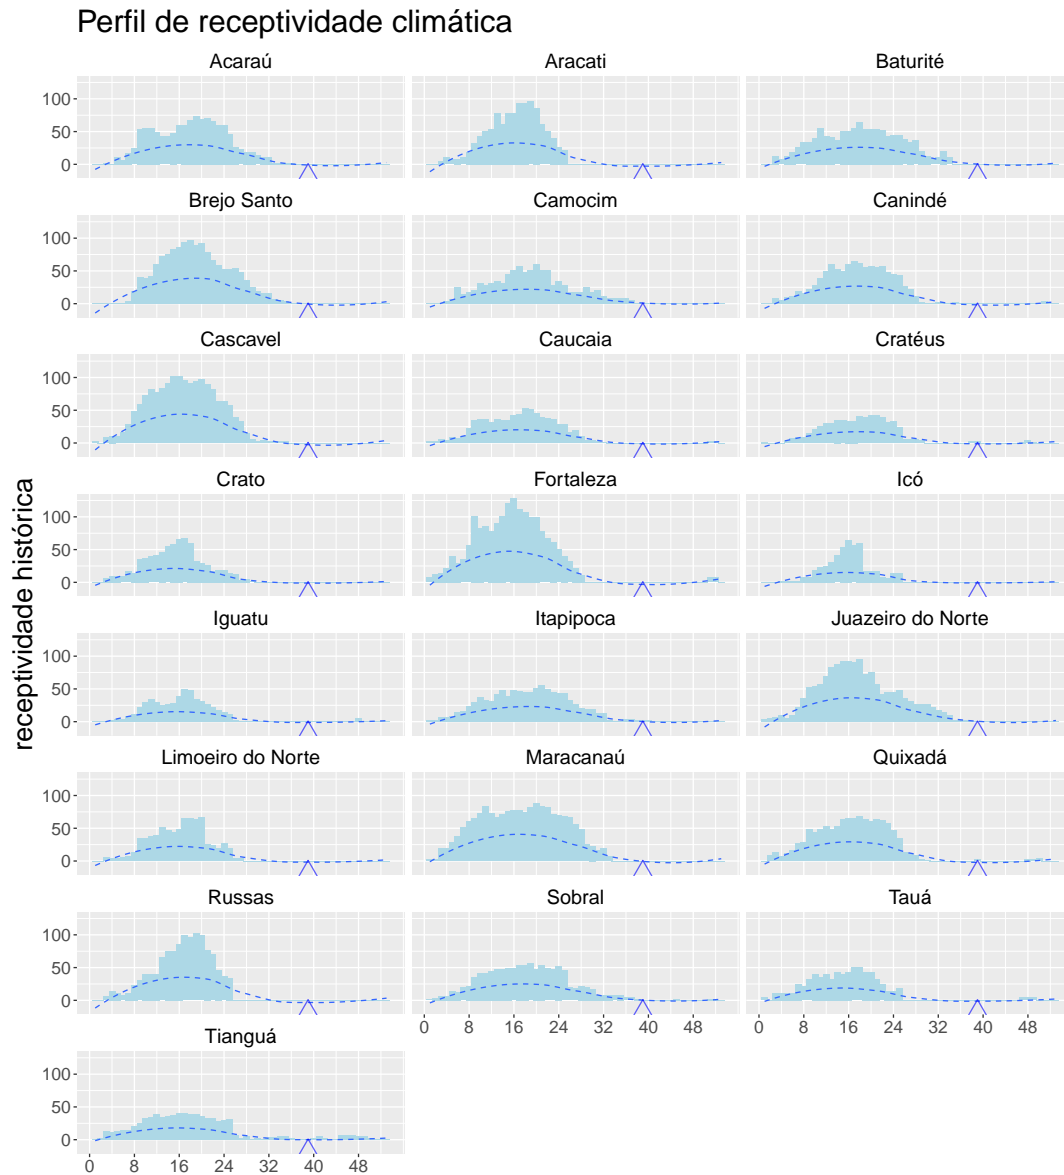 Perfil de receptividade climática
Acaraú Aracati Baturité
100
50
0
Brejo Santo Camocim Canindé
100
50
0
Cascavel Caucaia Cratéus
100
50
0
Crato Fortaleza Icó
100
50
0
receptividade histórica
Iguatu Itapipoca Juazeiro do Norte
100
50
0
Limoeiro do Norte Maracanaú Quixadá
100
50
0
Russas Sobral Tauá
100
50
0
0 8 16 24 32 40 48 0 8 16 24 32 40 48
Tianguá
100
50
0
0 8 16 24 32 40 48